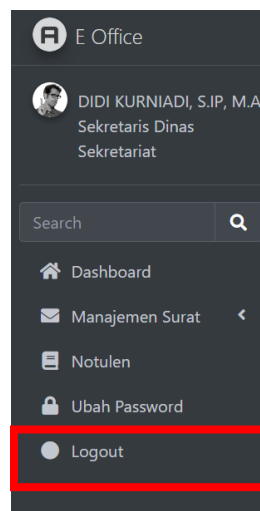 E Office
DIDI KURNIADI, S.IP, M.A
Sekretaris Dinas
Sekretariat
Search
Dashboard
Manajemen Surat
Notulen
Ubah Password
Logout